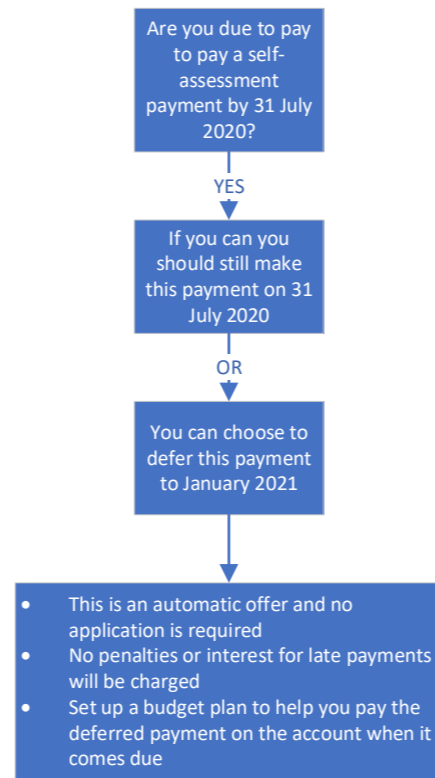 Are you due to pay
to pay a self-
assessment
payment by 31 July
2020?
YES
If you can you
should still make
this payment on 31
July 2020
OR
You can choose to
defer this payment
to January 2021
• This is an automatic offer and no
application is required
• No penalties or interest for late payments
will be charged
• Set up a budget plan to help you pay the
deferred payment on the account when it
comes due